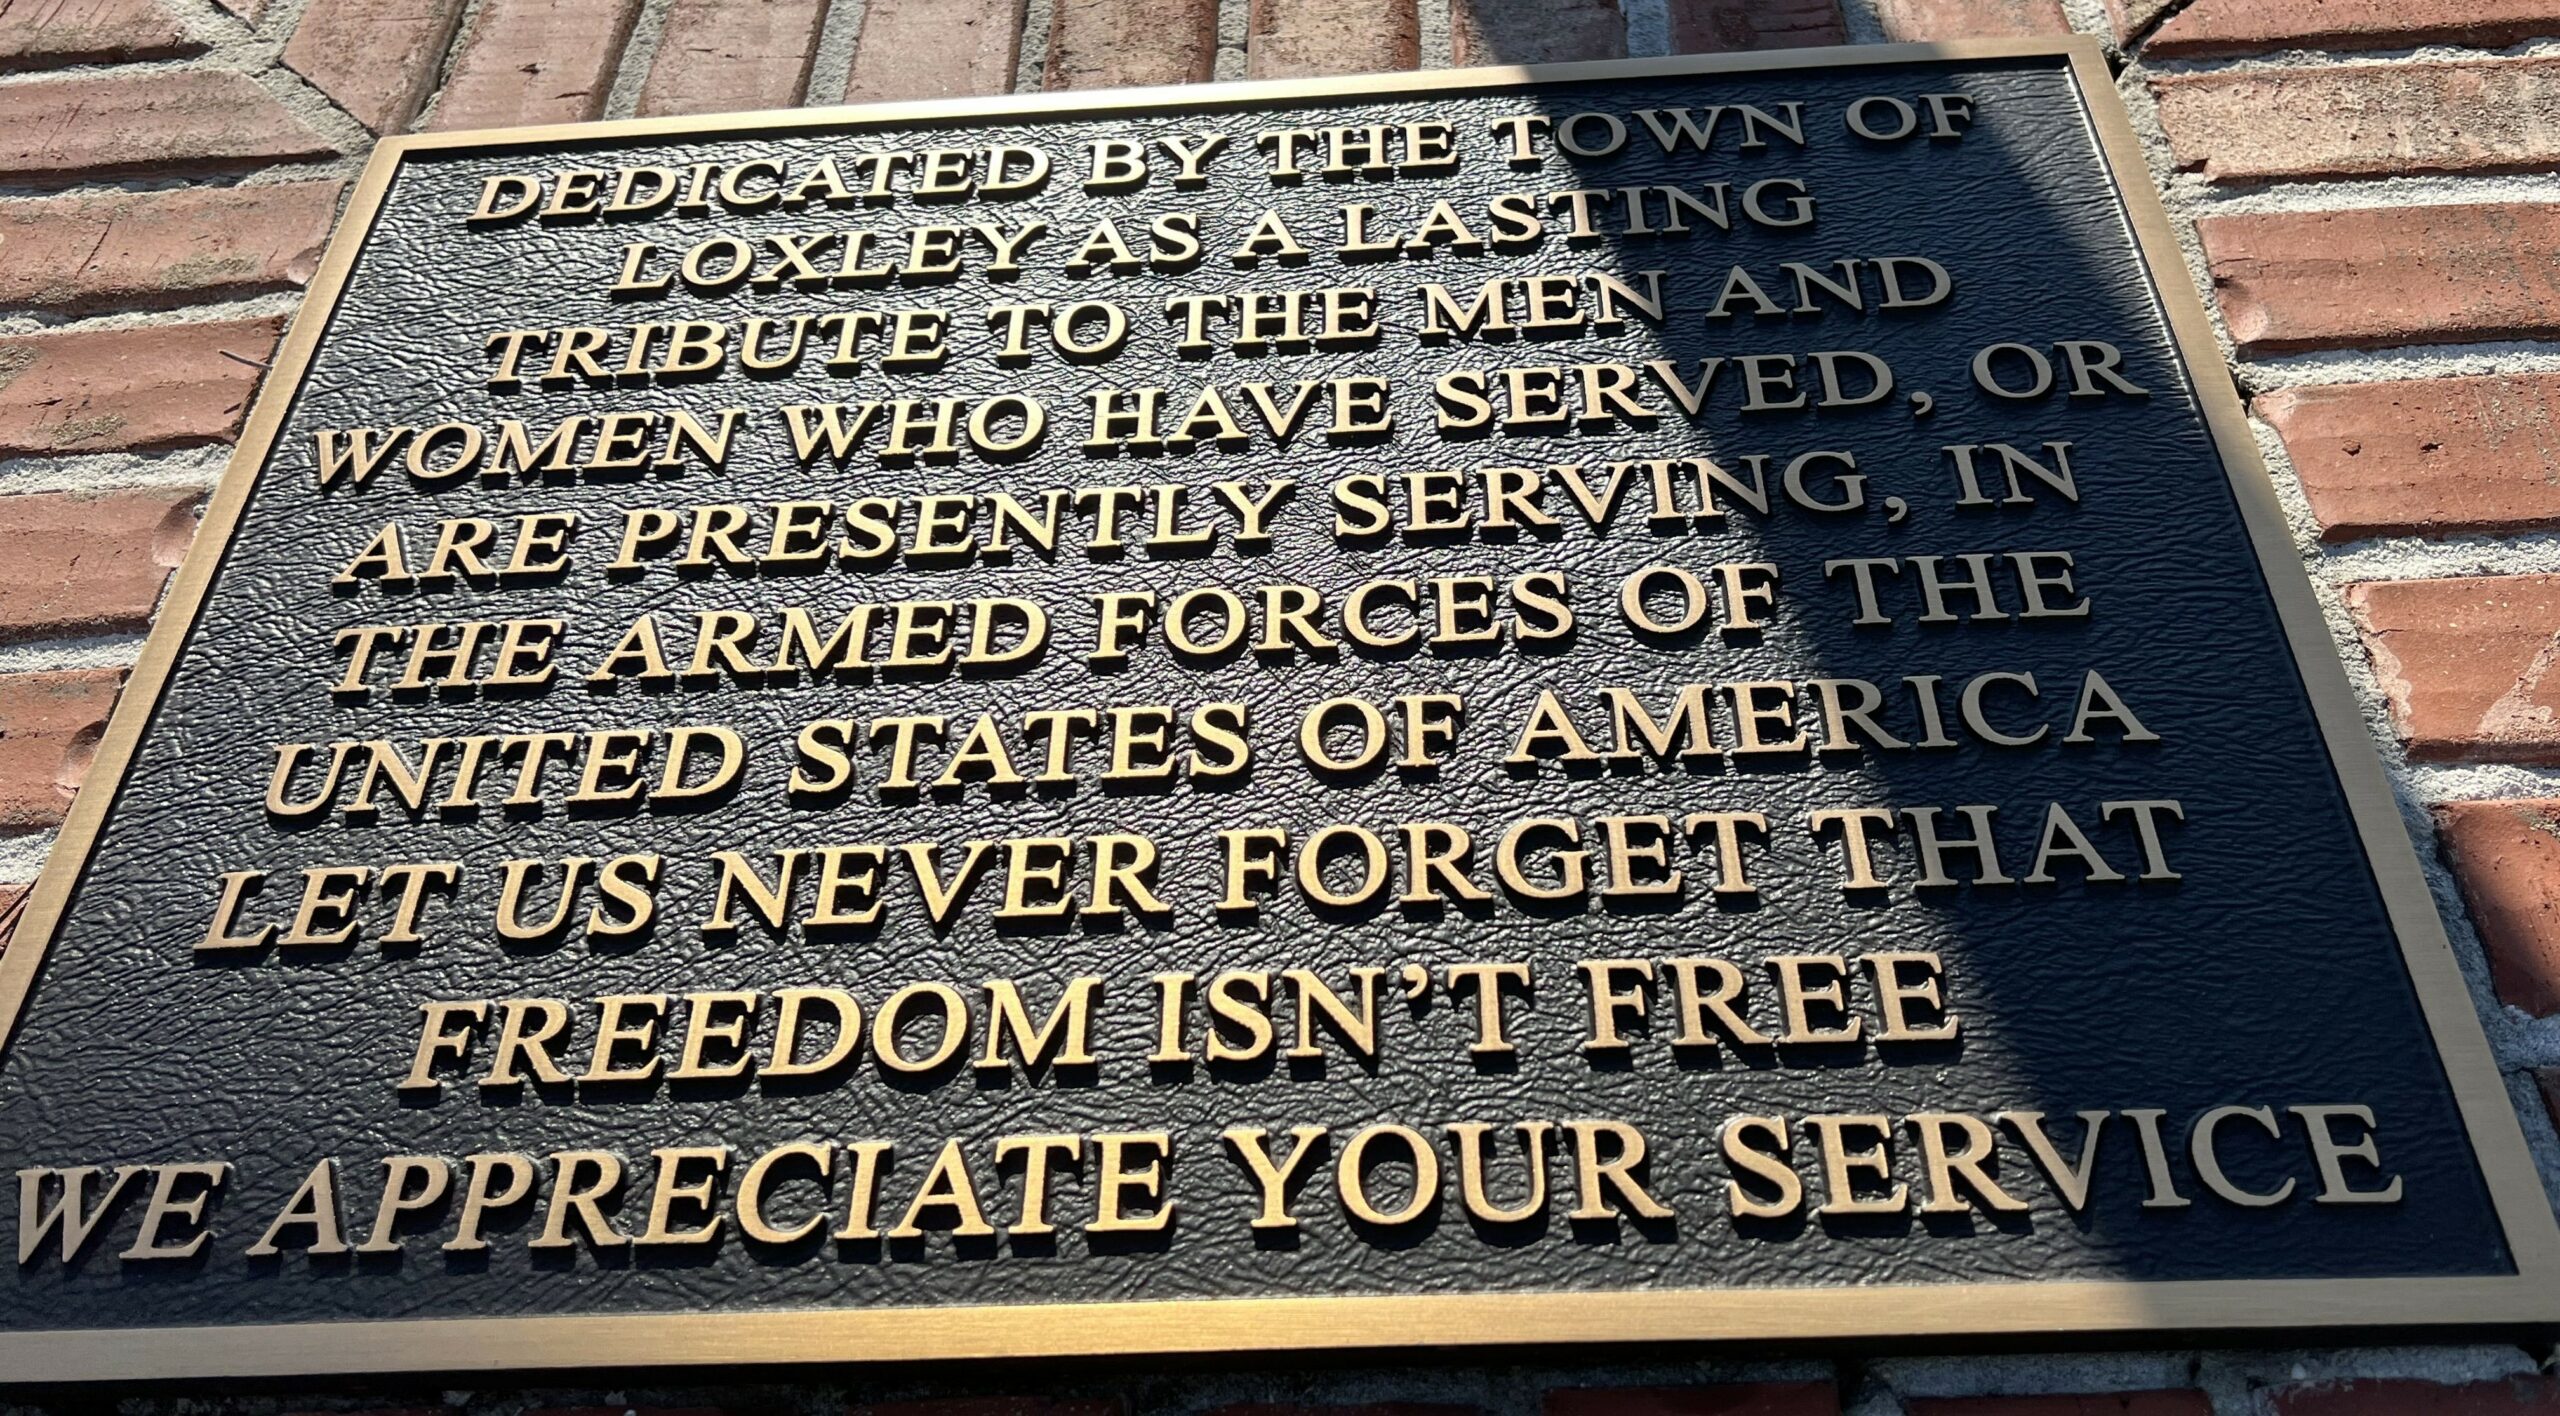 DEDICATED BY THE TOWN OF
LOXLEY AS A LASTING
TRIBUTE TO THE MEN AND
WOMEN WHO HAVE SERVED, OR
ARE PRESENTLY SERVING, IN
THE ARMED FORCES OF THE
UNITED STATES OF AMERICA
LET US NEVER FORGET THAT
FREEDOM ISN'T FREE
WE APPRECIATE YOUR SERVICE